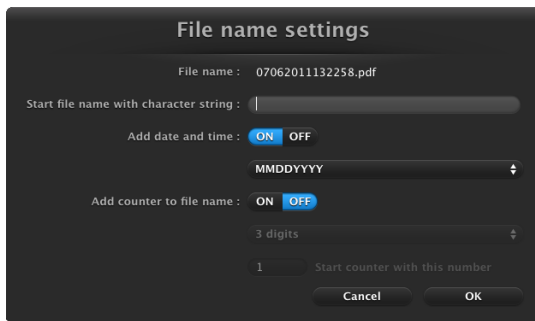 File name settings
File name : 07062011132258.pdf
Start file name with character string :
Add date and time : ON OFF
MMDDYYYY
Add counter to file name : ON OFF
3 digits
1 Start counter with this number
Cancel OK